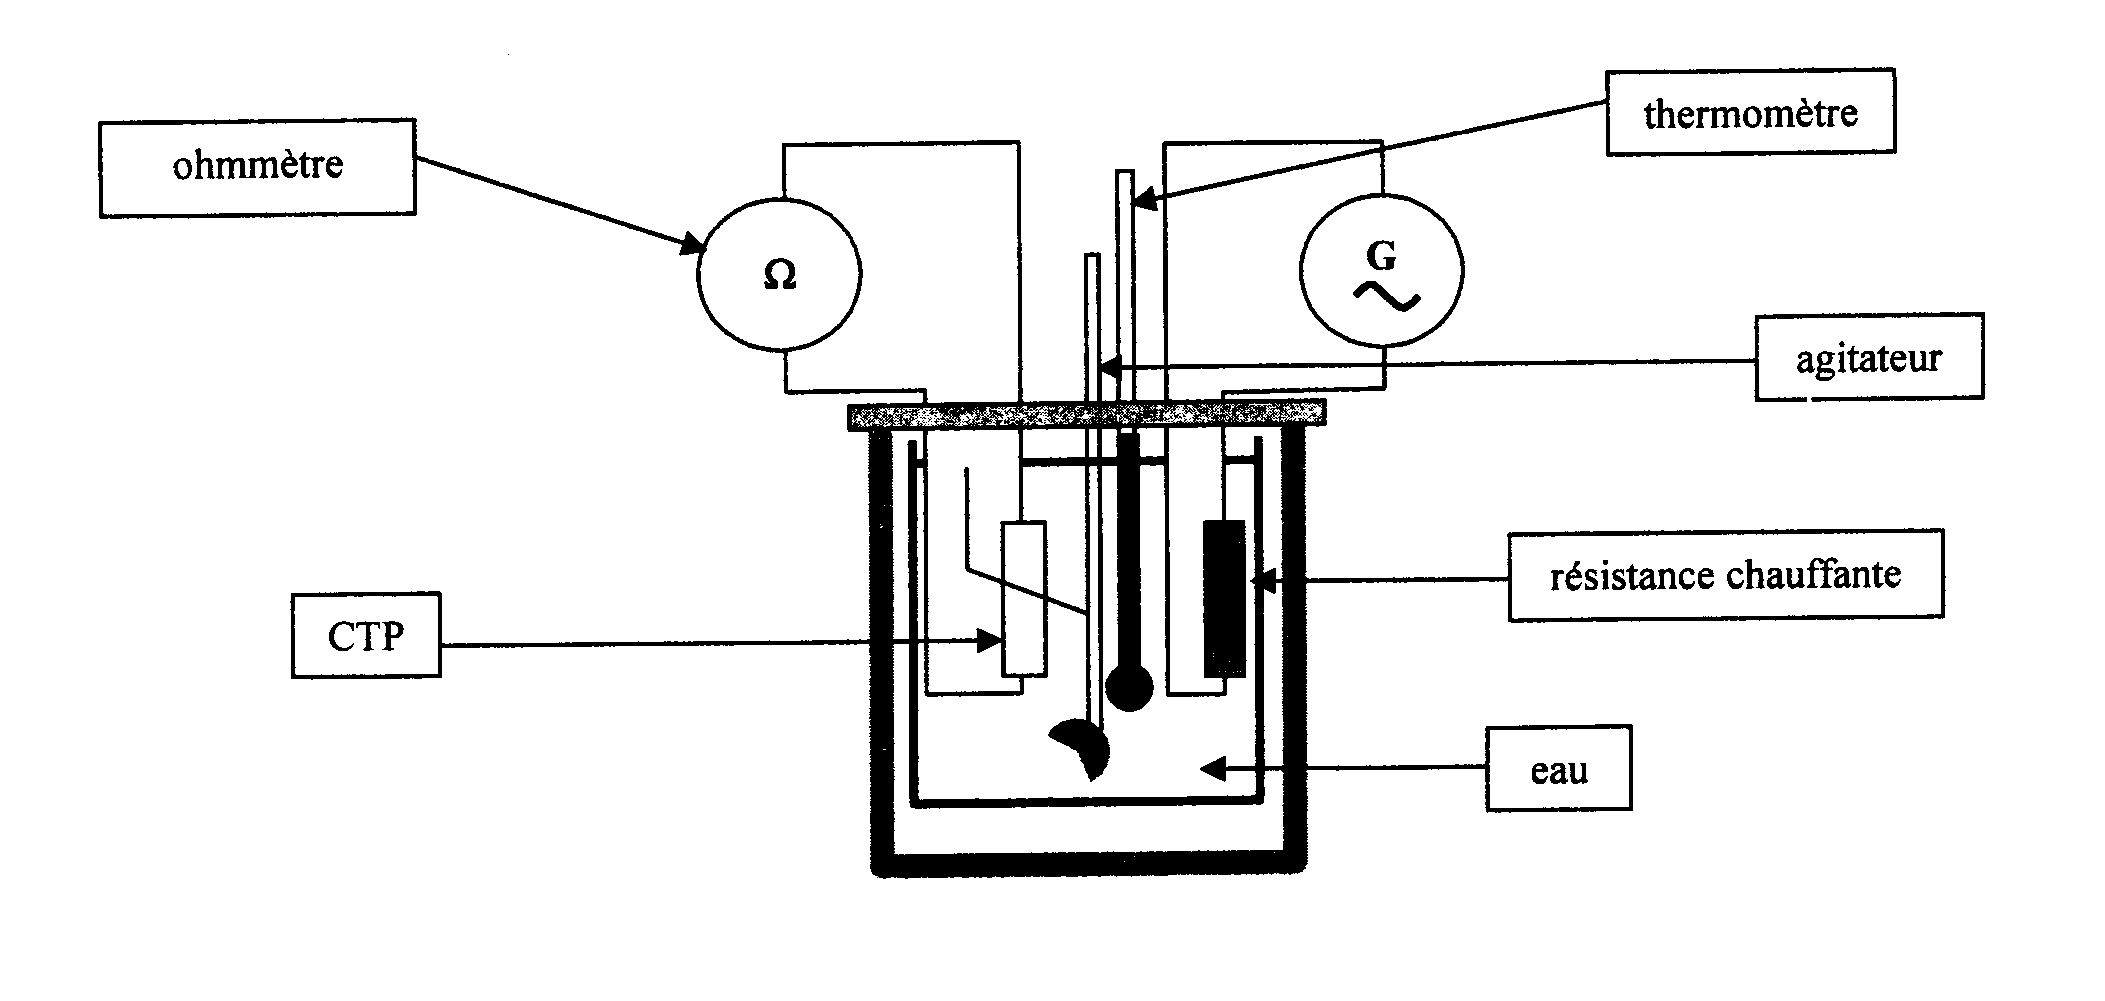 thermomètre
ohmmètre
Ω
G
agitateur
résistance chauffante
CTP
eau